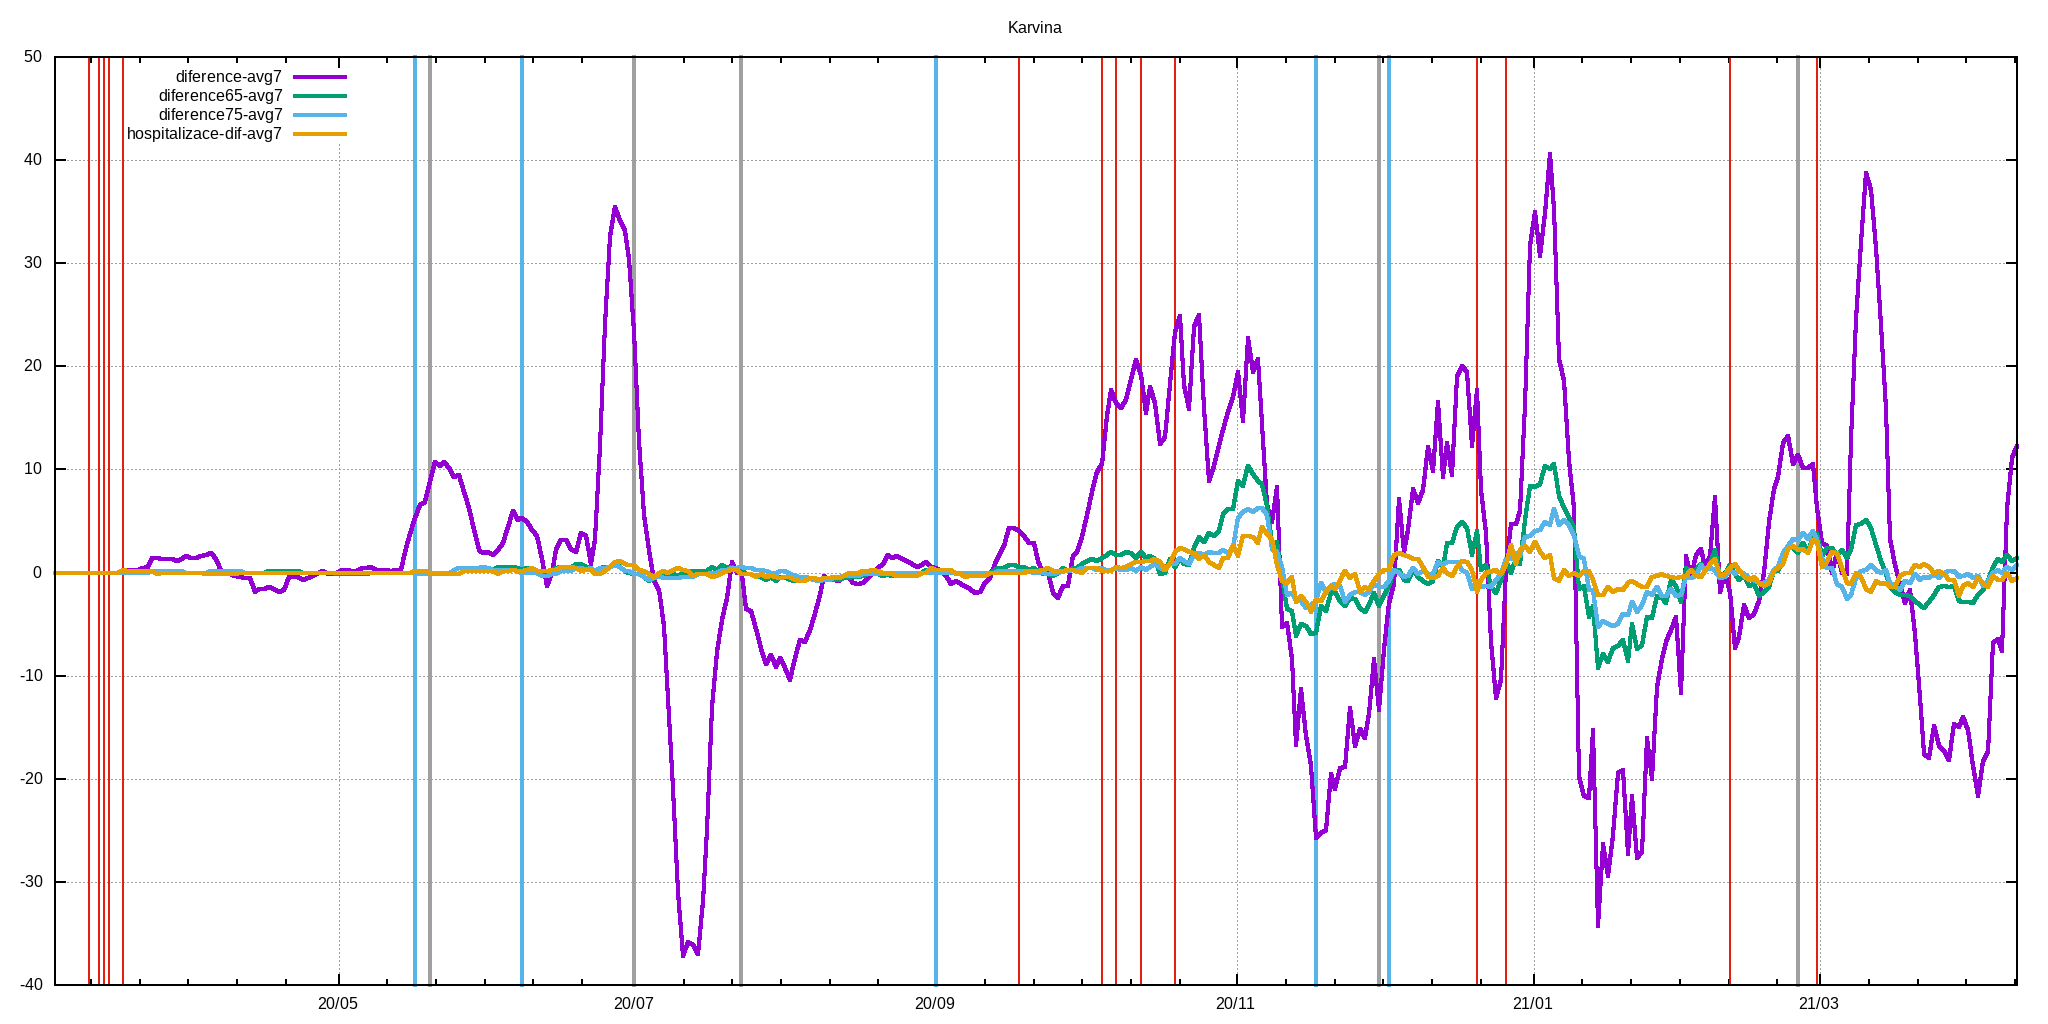 Karvina
50
diference-avg7
diference65-avg7
diference75-avg7
hospitalizace-dif-avg7
40
30
20
10
0
-10
-20
-30
-40
20/05 20/07 20/09 20/11 21/01 21/03